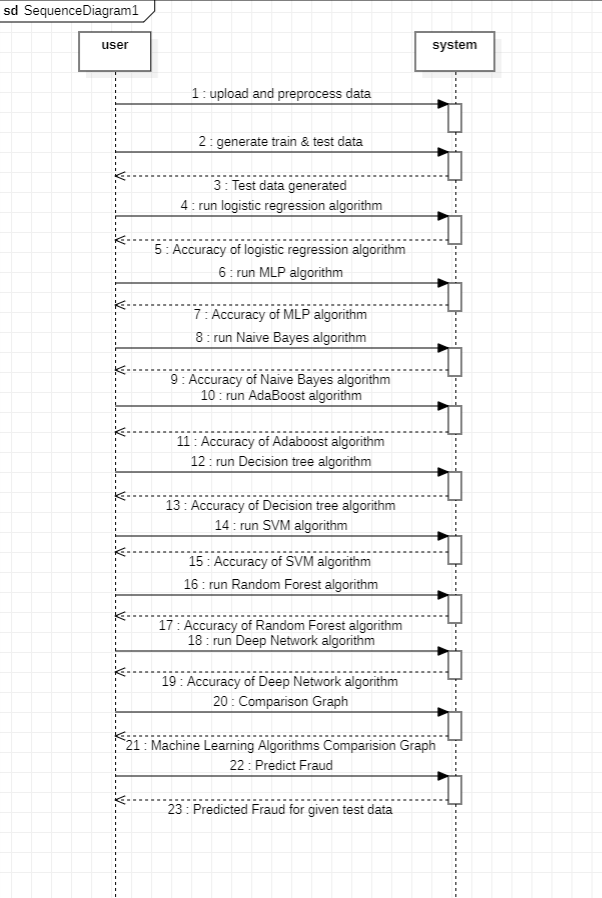 sd SequenceDiagram1
user
system
1 : upload and preprocess data
2 : generate train & test data
3 : Test data generated
4 : run logistic regression algorithm
5 : Accuracy of logistic regression algorithm
6 : run MLP algorithm
7 : Accuracy of MLP algorithm
8 : run Naive Bayes algorithm
9 : Accuracy of Naive Bayes algorithm
10 : run AdaBoost algorithm
11 : Accuracy of Adaboost algorithm
12 : run Decision tree algorithm
13 : Accuracy of Decision tree algorithm
14 : run SVM algorithm
15 : Accuracy of SVM algorithm
16 : run Random Forest algorithm
17 : Accuracy of Random Forest algorithm
18 : run Deep Network algorithm
19 : Accuracy of Deep Network algorithm
20 : Comparison Graph
21 : Machine Learning Algorithms Comparision Graph
22 : Predict Fraud
23 : Predicted Fraud for given test data